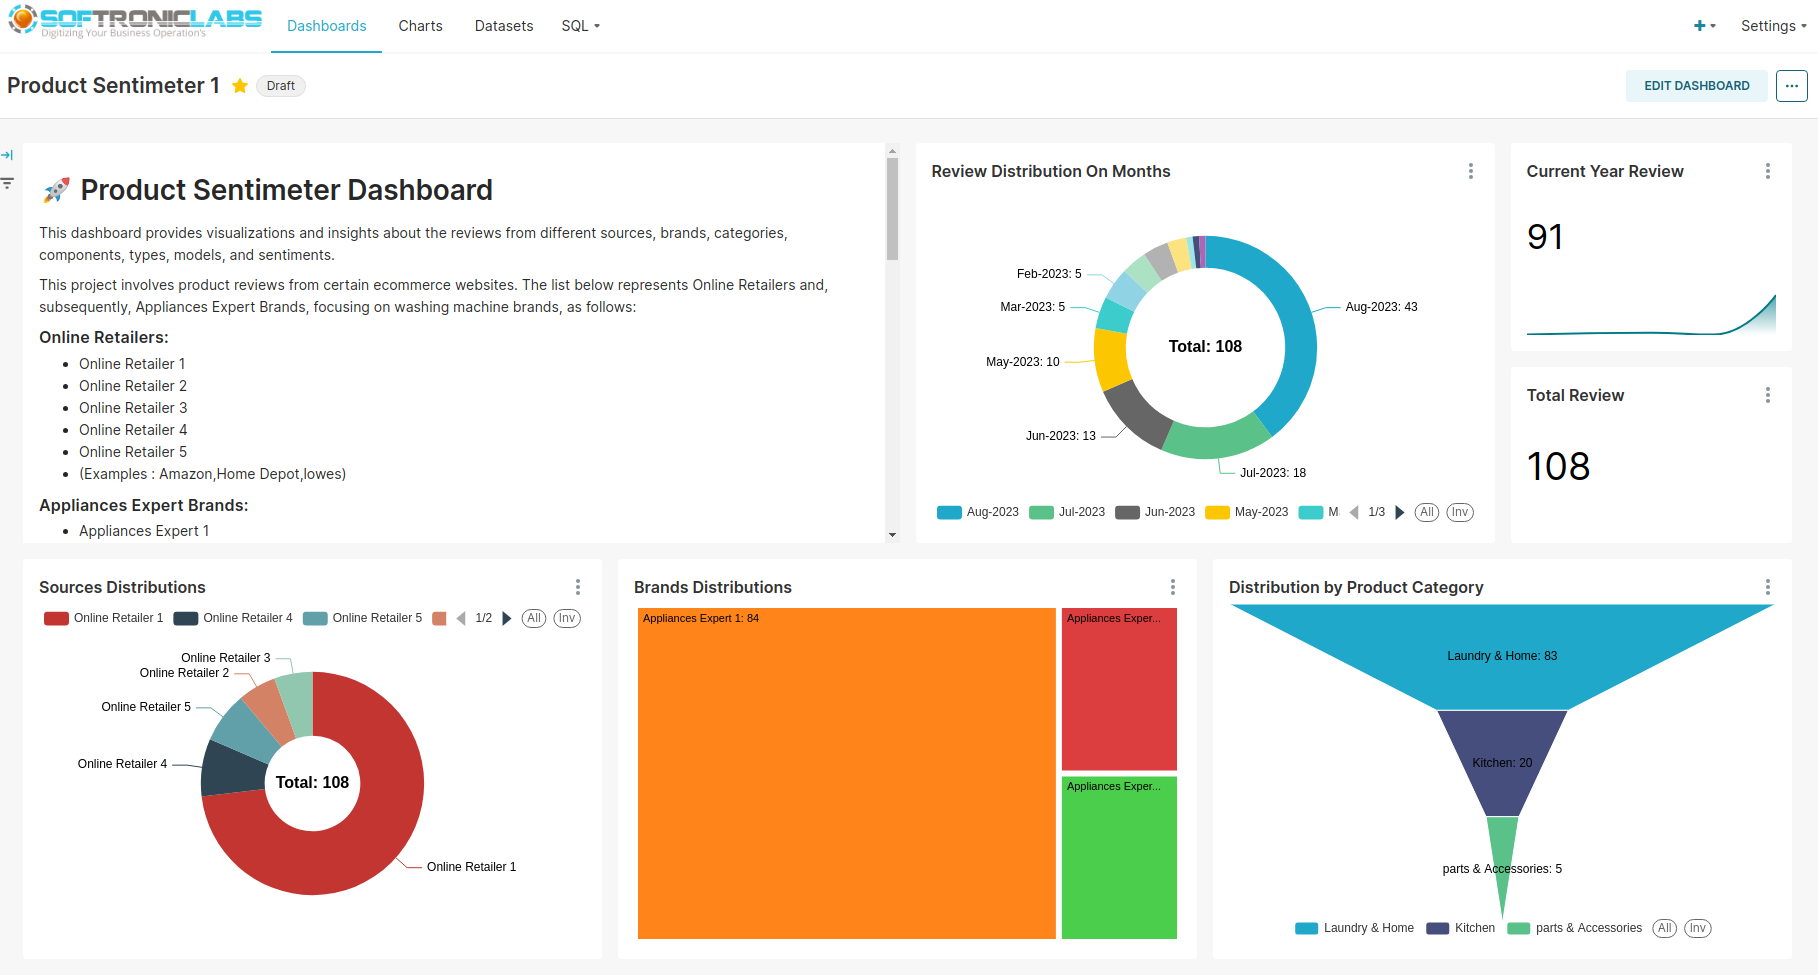 SOFTRONICLABS
Digitizing Your Business Operation's
Dashboards
Charts
Datasets
SQL
Settings
Product Sentimeter 1
Draft
EDIT DASHBOARD
Product Sentimeter Dashboard
This dashboard provides visualizations and insights about the reviews from different sources, brands, categories,
components, types, models, and sentiments.
This project involves product reviews from certain ecommerce websites. The list below represents Online Retailers and,
subsequently, Appliances Expert Brands, focusing on washing machine brands, as follows:
Online Retailers:
Online Retailer 1
Online Retailer 2
Online Retailer 3
Online Retailer 4
Online Retailer 5
(Examples : Amazon,Home Depot,lowes)
Appliances Expert Brands:
Appliances Expert 1
Review Distribution On Months
Feb-2023: 5
Mar-2023: 5
May-2023: 10
Jun-2023: 13
Aug-2023: 43
Jul-2023: 18
Total: 108
Aug-2023
Jul-2023
Jun-2023
May-2023
M
1/3
All
Inv
Current Year Review
91
Total Review
108
Sources Distributions
Online Retailer 1
Online Retailer 4
Online Retailer 5
1/2
All
Inv
Online Retailer 3
Online Retailer 2
Online Retailer 5
Online Retailer 4
Total: 108
Online Retailer 1
Brands Distributions
Appliances Expert 1: 84
Appliances Exper...
Appliances Exper...
Distribution by Product Category
Laundry & Home: 83
Kitchen: 20
parts & Accessories: 5
Laundry & Home
Kitchen
parts & Accessories
All
Inv